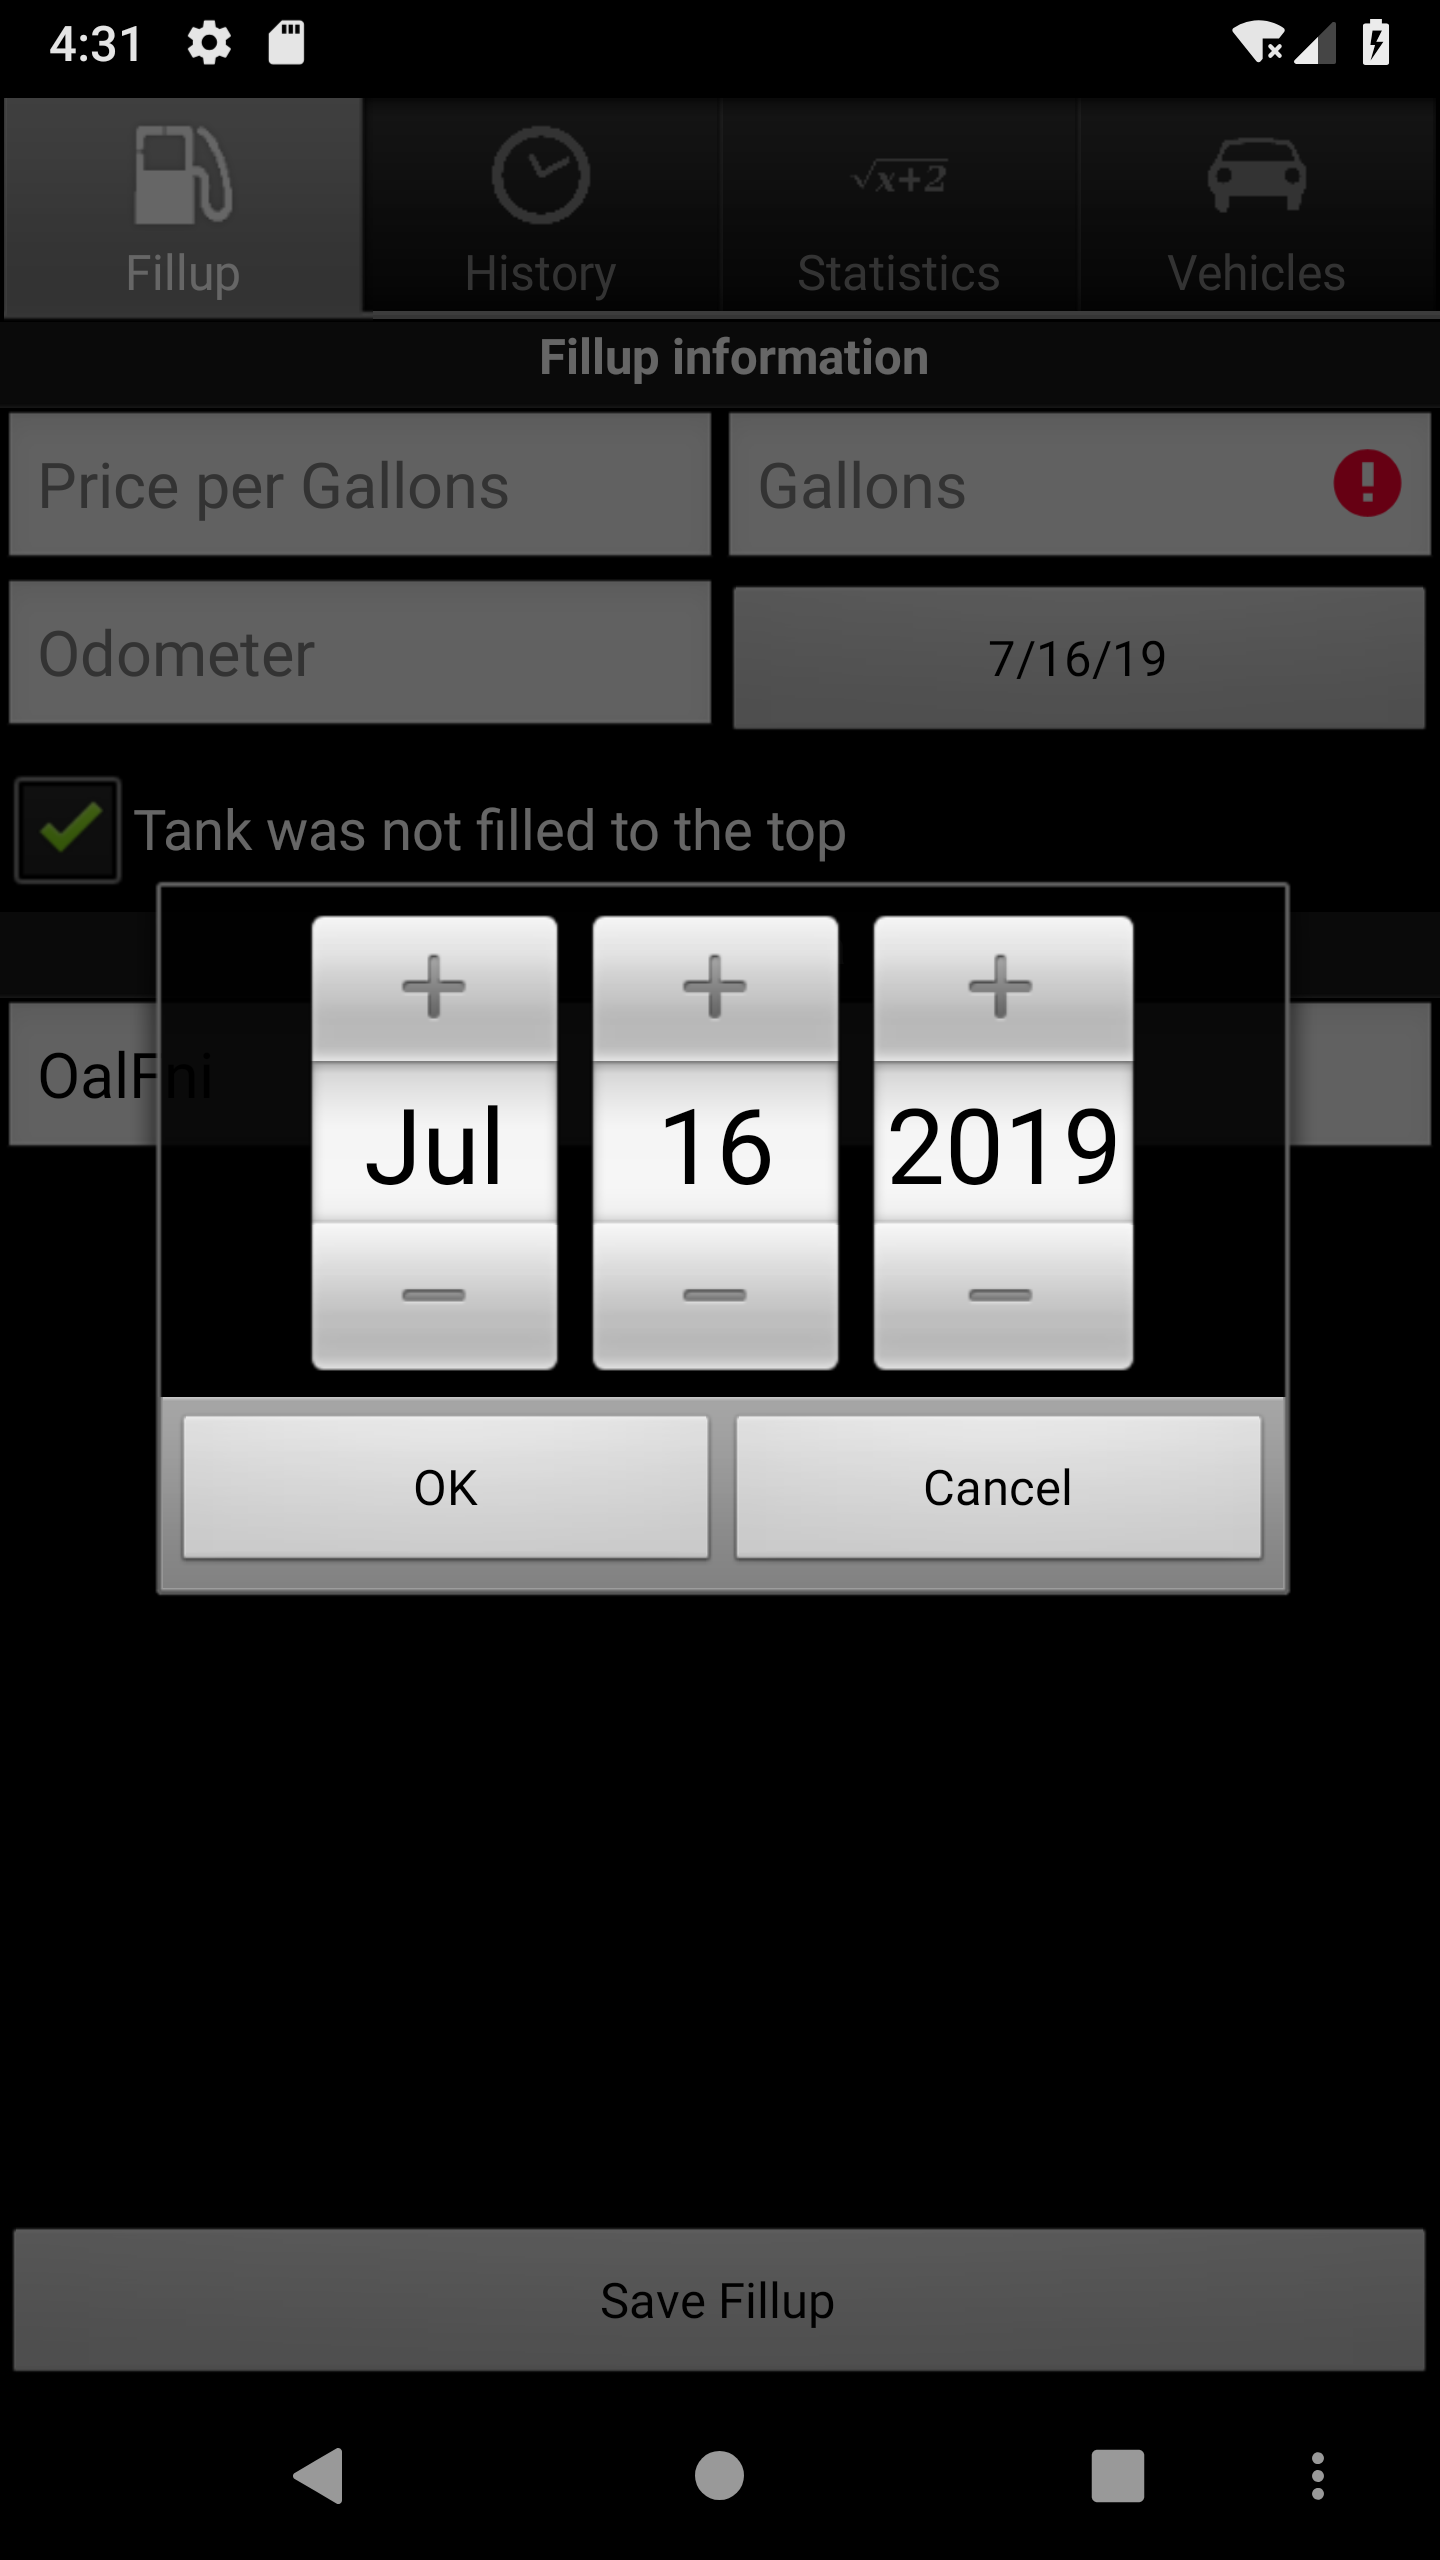 4:31
Fillup History Statistics Vehicles
√x+2
Fillup information
Price per Gallons Gallons
Odometer 7/16/19
Tank was not filled to the top
OalFni
Jul 16 2019
OK Cancel
Save Fillup